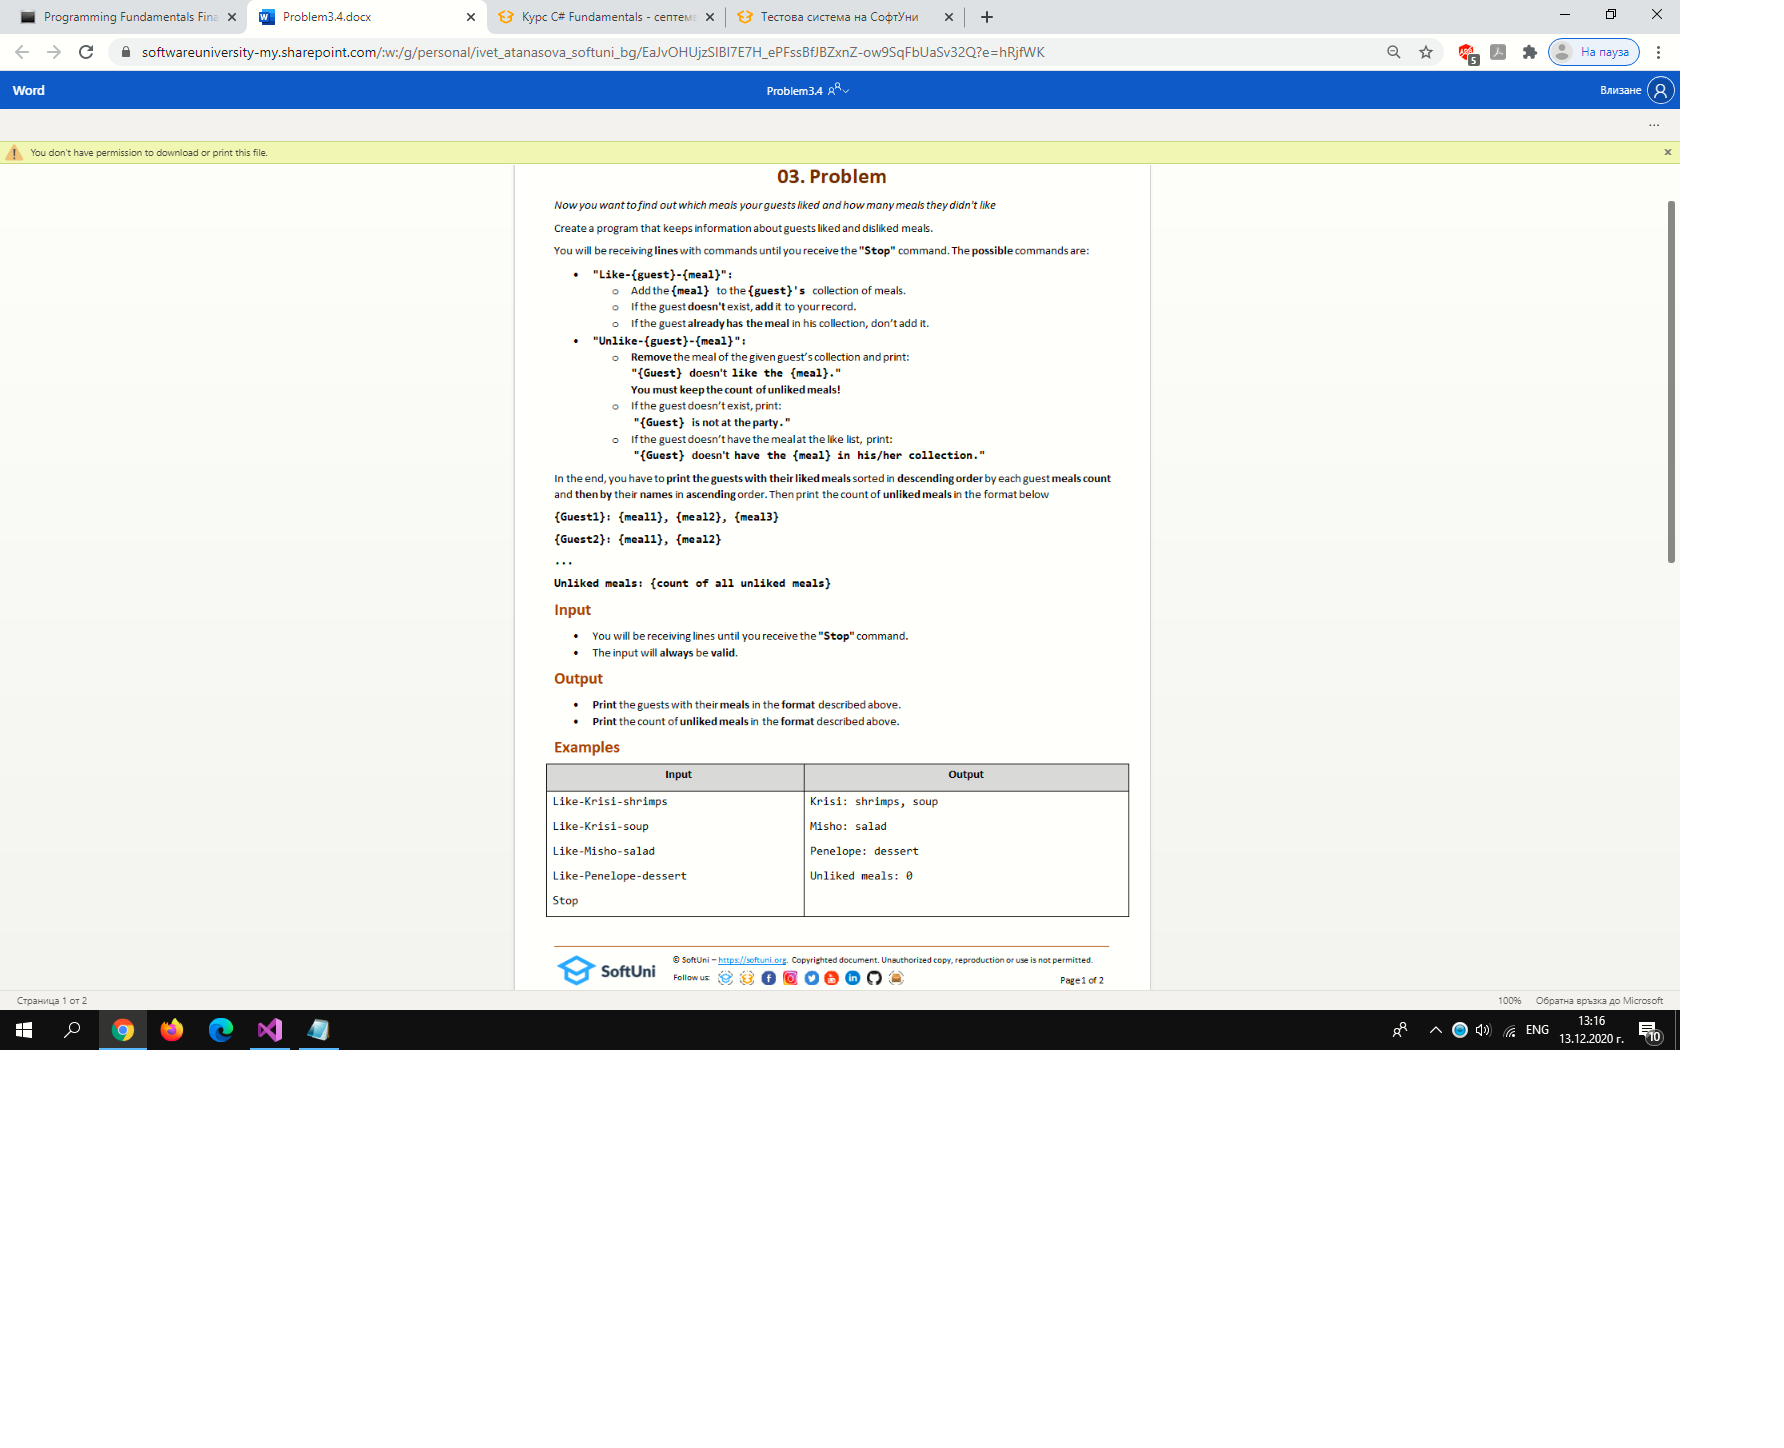 Programming Fundamentals Fina
Problem3.4.docx
Курс C# Fundamentals - септем
Тестова система на СофтУни
softwareuniversity-my.sharepoint.com/:w:/g/personal/ivet_atanasova_softuni_bg/EaJvOHUjzSIBI7E7H_ePFssBfJBZxnZ-ow9SqFbUaSv32Q?e=hRjfWK
5
На пауза
Word
Problem3.4
Влизане
You don't have permission to download or print this file.
03. Problem
Now you want to find out which meals your guests liked and how many meals they didn't like
Create a program that keeps information about guests liked and disliked meals.
You will be receiving lines with commands until you receive the "Stop" command. The possible commands are:
• "Like-{guest}-{meal}":
o Add the {meal} to the {guest}'s collection of meals.
o If the guest doesn't exist, add it to your record.
o If the guest already has the meal in his collection, don't add it.
• "Unlike-{guest}-{meal}":
o Remove the meal of the given guest's collection and print:
"{Guest} doesn't like the {meal}."
You must keep the count of unliked meals!
o If the guest doesn't exist, print:
"{Guest} is not at the party."
o If the guest doesn't have the meal at the like list, print:
"{Guest} doesn't have the {meal} in his/her collection."
In the end, you have to print the guests with their liked meals sorted in descending order by each guest meals count
and then by their names in ascending order. Then print the count of unliked meals in the format below
{Guest1}: {meal1}, {meal2}, {meal3}
{Guest2}: {meal1}, {meal2}
...
Unliked meals: {count of all unliked meals}
Input
• You will be receiving lines until you receive the "Stop" command.
• The input will always be valid.
Output
• Print the guests with their meals in the format described above.
• Print the count of unliked meals in the format described above.
Examples
Input Output
Like-Krisi-shrimps Krisi: shrimps, soup
Like-Krisi-soup Misho: salad
Like-Misho-salad Penelope: dessert
Like-Penelope-dessert Unliked meals: 0
Stop
SoftUni
© SoftUni – https://softuni.org. Copyrighted document. Unauthorized copy, reproduction or use is not permitted.
Follow us:
Page 1 of 2
Страница 1 от 2
100% Обратна връзка до Microsoft
ENG
13:16
13.12.2020 г.
10